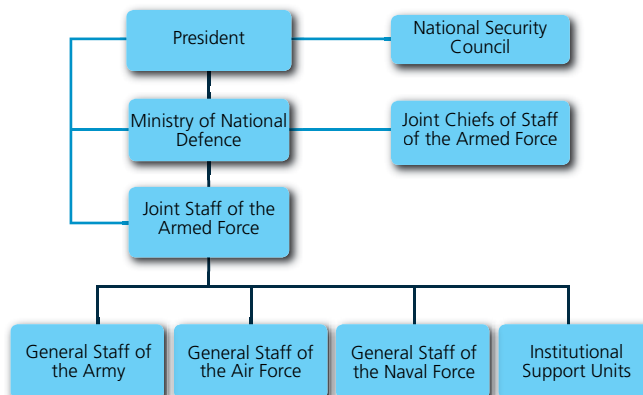 President
National Security
Council
Ministry of National
Defence
Joint Chiefs of Staff
of the Armed Force
Joint Staff of the
Armed Force
General Staff of
the Army
General Staff of
the Air Force
General Staff of
the Naval Force
Institutional
Support Units